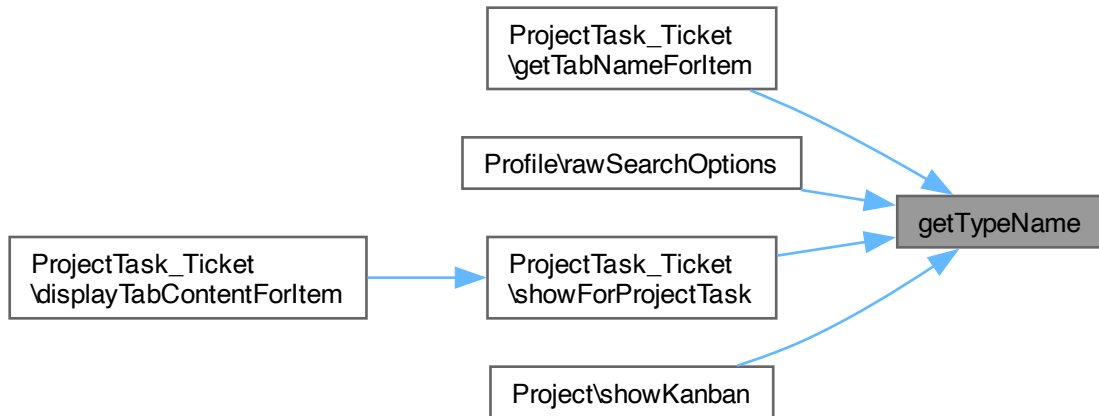 ProjectTask_Ticket
\getTabNameForItem
Profile\rawSearchOptions
getTypeName
ProjectTask_Ticket
\displayTabContentForItem
ProjectTask_Ticket
\showForProjectTask
Project\showKanban